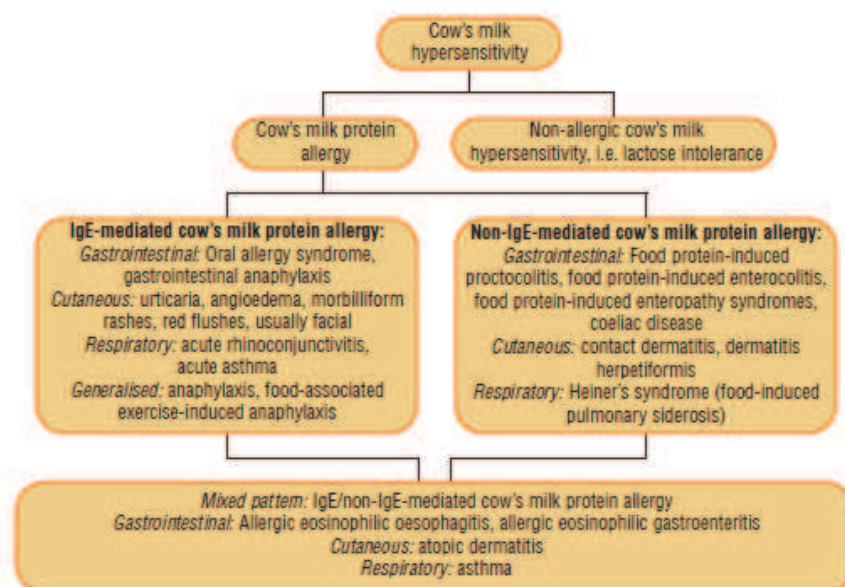 Cow's milk
hypersensitivity
Cow's milk protein
allergy
Non-allergic cow's milk
hypersensitivity, i.e. lactose intolerance
IgE-mediated cow's milk protein allergy:
Gastrointestinal: Oral allergy syndrome,
gastrointestinal anaphylaxis
Cutaneous: urticaria, angioedema, morbilliform
rashes, red flushes, usually facial
Respiratory: acute rhinoconjunctivitis,
acute asthma
Generalised: anaphylaxis, food-associated
exercise-induced anaphylaxis
Non-IgE-mediated cow's milk protein allergy:
Gastrointestinal: Food protein-induced
proctocolitis, food protein-induced enterocolitis,
food protein-induced enteropathy syndromes,
coeliac disease
Cutaneous: contact dermatitis, dermatitis
herpetiformis
Respiratory: Heiner's syndrome (food-induced
pulmonary siderosis)
Mixed pattern: IgE/non-IgE-mediated cow's milk protein allergy
Gastrointestinal: Allergic eosinophilic oesophagitis, allergic eosinophilic gastroenteritis
Cutaneous: atopic dermatitis
Respiratory: asthma